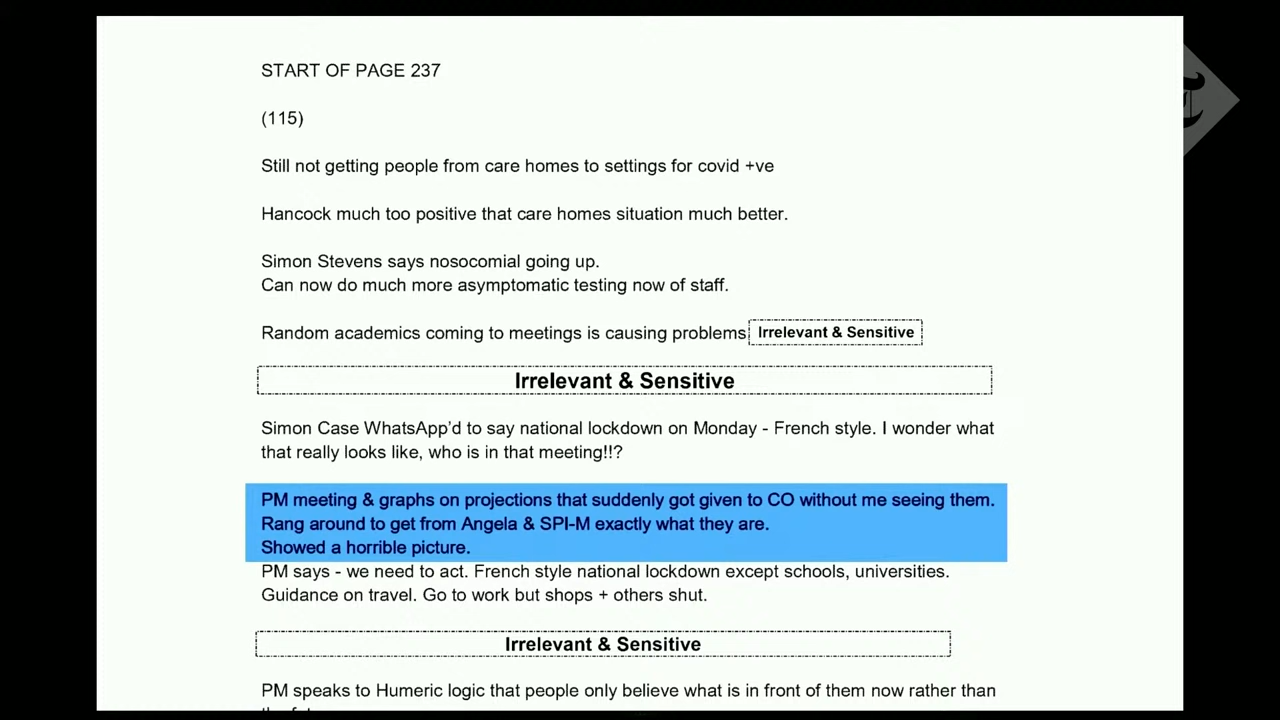 START OF PAGE 237
(115)
Still not getting people from care homes to settings for covid +ve
Hancock much too positive that care homes situation much better.
Simon Stevens says nosocomial going up.
Can now do much more asymptomatic testing now of staff.
Random academics coming to meetings is causing problems Irrelevant & Sensitive
Irrelevant & Sensitive
Simon Case WhatsApp'd to say national lockdown on Monday - French style. I wonder what
that really looks like, who is in that meeting!!?
PM meeting & graphs on projections that suddenly got given to CO without me seeing them.
Rang around to get from Angela & SPI-M exactly what they are.
Showed a horrible picture.
PM says - we need to act. French style national lockdown except schools, universities.
Guidance on travel. Go to work but shops + others shut.
Irrelevant & Sensitive
PM speaks to Humeric logic that people only believe what is in front of them now rather than